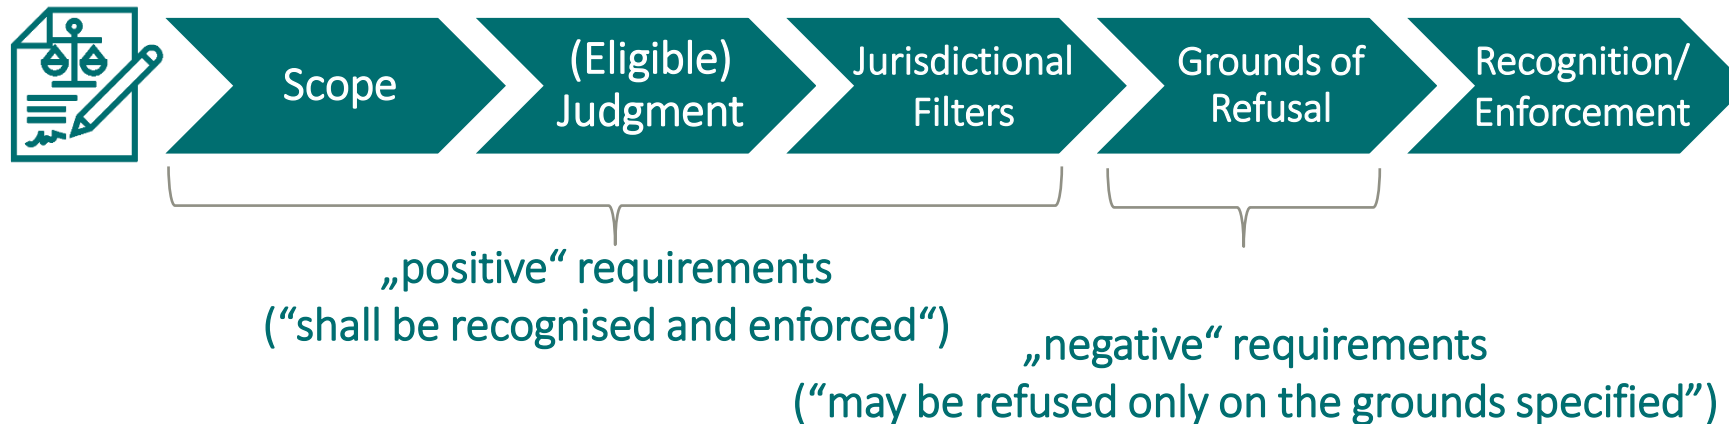 Scope
(Eligible)
Judgment
Jurisdictional
Filters
Grounds of
Refusal
Recognition/
Enforcement
„positive“ requirements
(“shall be recognised and enforced“)
„negative“ requirements
(“may be refused only on the grounds specified”)